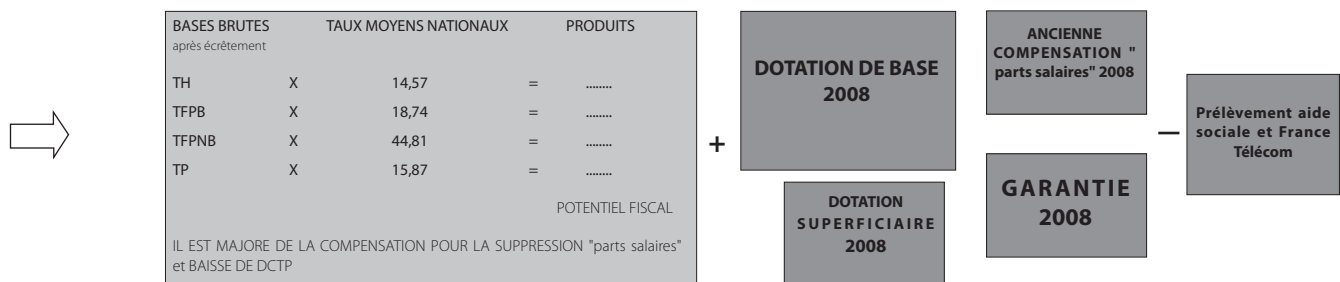 BASES BRUTES TAUX MOYENS NATIONAUX PRODUITS
après écrêtement
TH X 14,57 = ........
TFPB X 18,74 = ........
TFPNB X 44,81 = ........
TP X 15,87 = ........
POTENTIEL FISCAL
IL EST MAJORE DE LA COMPENSATION POUR LA SUPPRESSION "parts salaires"
et BAISSE DE DCTP
+
DOTATION DE BASE
2008
DOTATION
SUPERFICIAIRE
2008
ANCIENNE
COMPENSATION "
parts salaires" 2008
GARANTIE
2008
—
Prélèvement aide
sociale et France
Télécom